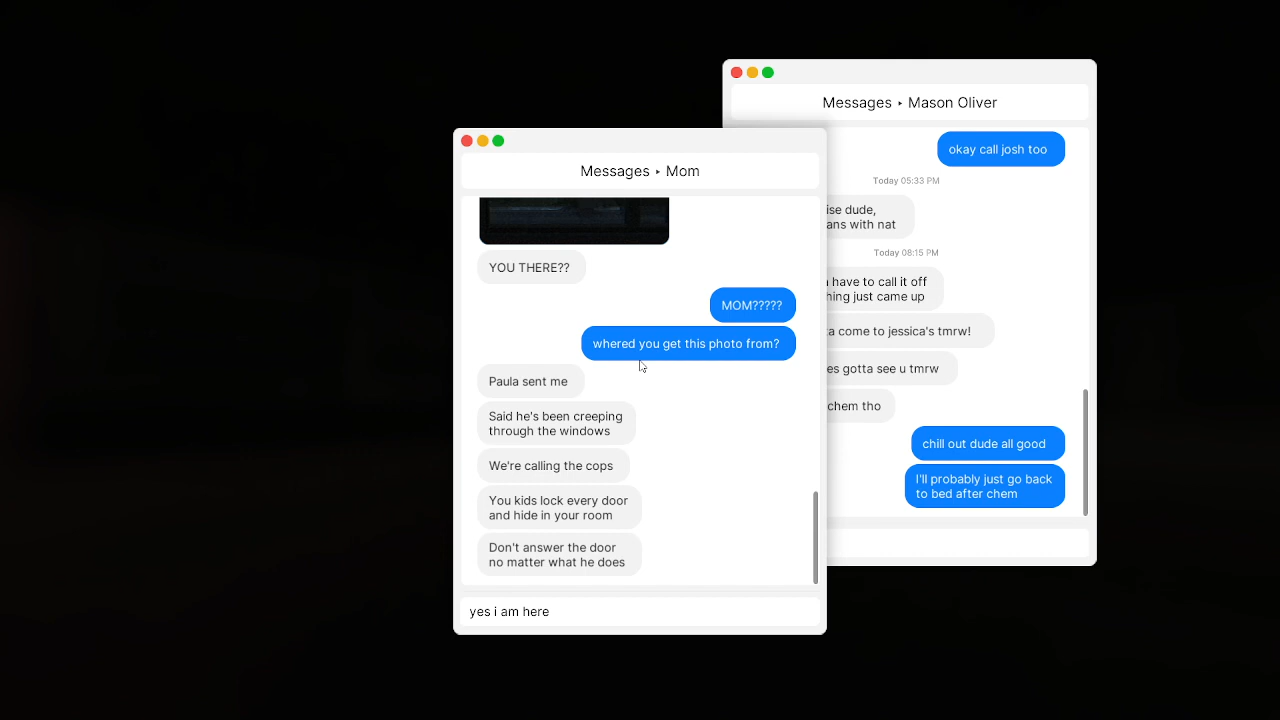 Messages ‣ Mason Oliver
okay call josh too
Today 05:33 PM
ise dude,
ans with nat
Today 08:15 PM
have to call it off
hing just came up
a come to jessica's tmrw!
es gotta see u tmrw
chem tho
chill out dude all good
I'll probably just go back
to bed after chem
Messages ‣ Mom
YOU THERE??
MOM?????
whered you get this photo from?
Paula sent me
Said he's been creeping
through the windows
We're calling the cops
You kids lock every door
and hide in your room
Don't answer the door
no matter what he does
yes i am here